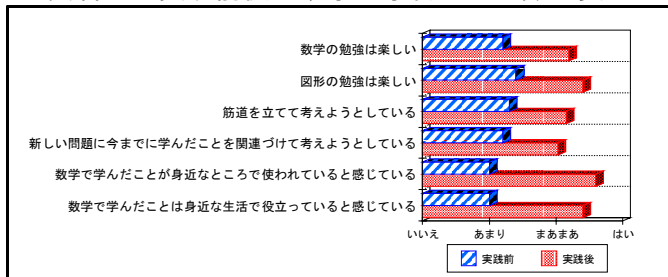 数学の勉強は楽しい
図形の勉強は楽しい
筋道を立てて考えようとしている
新しい問題に今までに学んだことを関連づけて考えようとしている
数学で学んだことが身近なところで使われていると感じている
数学で学んだことは身近な生活で役立っていると感じている
いいえ あまり まあまあ はい
実践前 実践後